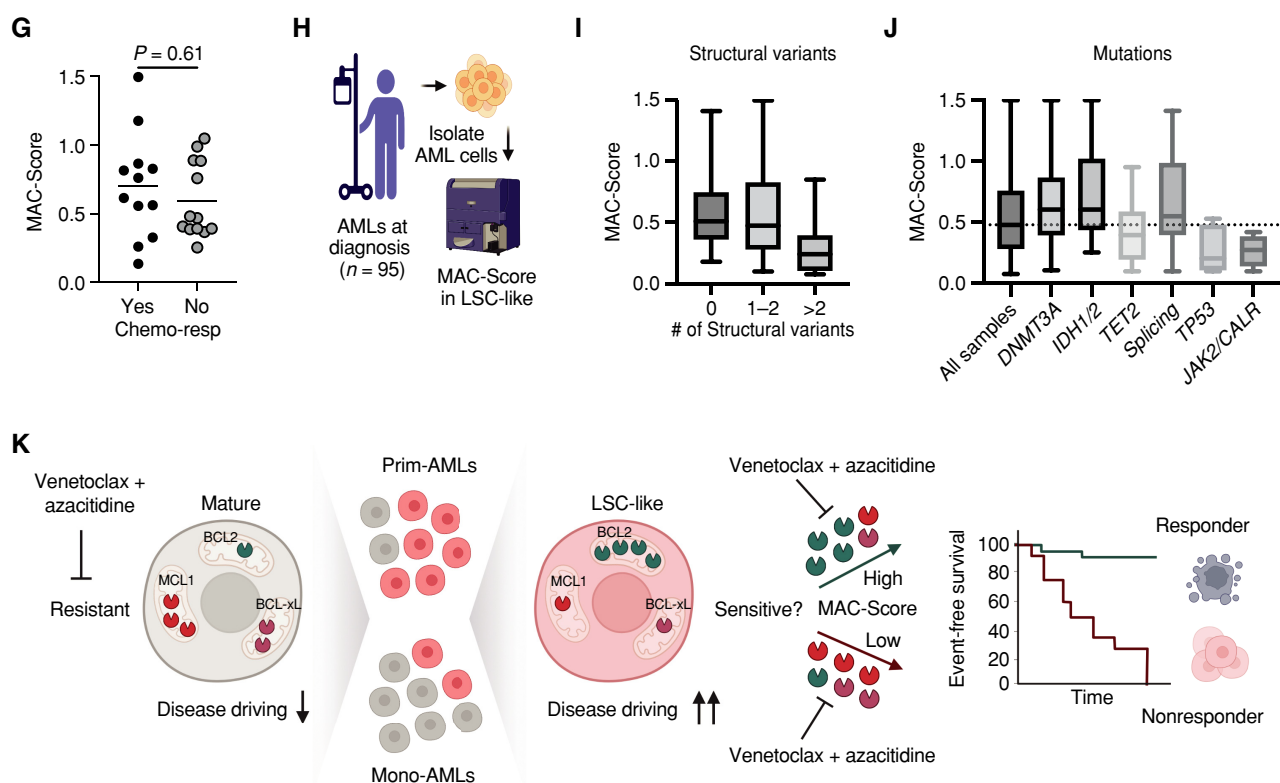 G
P = 0.61
1.5
1.0
0.5
0.0
MAC-Score
Yes
No
Chemo-resp
H
Isolate
AML cells
AMLs at
diagnosis
(n = 95)
MAC-Score
in LSC-like
I
Structural variants
1.5
1.0
0.5
0.0
MAC-Score
0
1–2
>2
# of Structural variants
J
Mutations
1.5
1.0
0.5
0.0
MAC-Score
All samples
DNMT3A
IDH1/2
TET2
Splicing
TP53
JAK2/CALR
K
Venetoclax +
azacitidine
Resistant
Mature
BCL2
MCL1
BCL-xL
Disease driving
Prim-AMLs
Mono-AMLs
LSC-like
BCL2
MCL1
BCL-xL
Disease driving
Venetoclax + azacitidine
High
Sensitive?
MAC-Score
Low
Venetoclax + azacitidine
Event-free survival
100
80
60
40
20
0
Time
Responder
Nonresponder